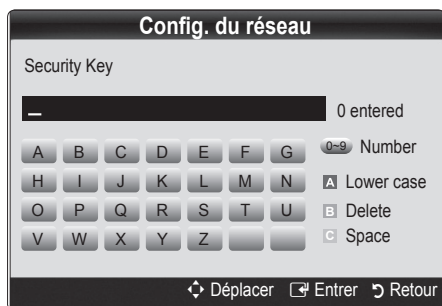 Config. du réseau
Security Key
_ 0 entered
A B C D E F G 0~9 Number
H I J K L M N A Lower case
O P Q R S T U B Delete
V W X Y Z C Space
Déplacer Entrer Retour